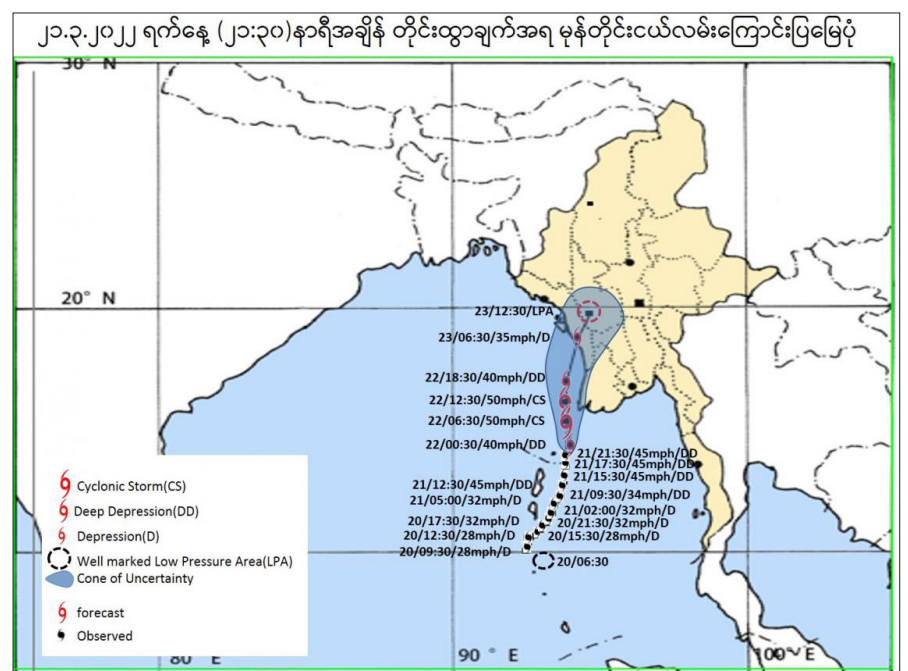 ၂၁.၃.၂၀၂၂ ရက်နေ့ (၂၁:၃၀)နာရီအချိန် တိုင်းထွာချက်အရ မုန်တိုင်းငယ်လမ်းကြောင်းပြမြေပုံ
30° N
20° N
23/12:30/LPA
23/06:30/35mph/D
22/18:30/40mph/DD
22/12:30/50mph/CS
22/06:30/50mph/CS
22/00:30/40mph/DD
21/21:30/45mph/DD
21/17:30/45mph/DD
21/15:30/45mph/DD
21/12:30/45mph/DD
21/09:30/34mph/DD
21/05:00/32mph/D
21/02:00/32mph/D
20/17:30/32mph/D
20/21:30/32mph/D
20/12:30/28mph/D
20/15:30/28mph/D
20/09:30/28mph/D
20/06:30
Cyclonic Storm(CS)
Deep Depression(DD)
Depression(D)
Well marked Low Pressure Area(LPA)
Cone of Uncertainty
forecast
Observed
80° E
90° E
100° E